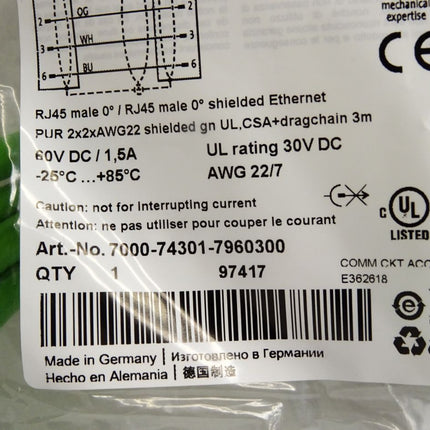 mechanical
expertise
OG
2
2
3
WH
3
6
BU
6
CE
RJ45 male 0° / RJ45 male 0° shielded Ethernet
PUR 2x2xAWG22 shielded gn UL,CSA+dragchain 3m
60V DC / 1,5A
UL rating 30V DC
-25°C ...+85°C
AWG 22/7
Caution: not for interrupting current
Attention: ne pas utiliser pour couper le courant
C UL
LISTED
Art.-No. 7000-74301-7960300
QTY 1 97417
COMM CKT ACC
E362618
e
Made in Germany | Изготовлено в Германии
Hecho en Alemania | 德国制造